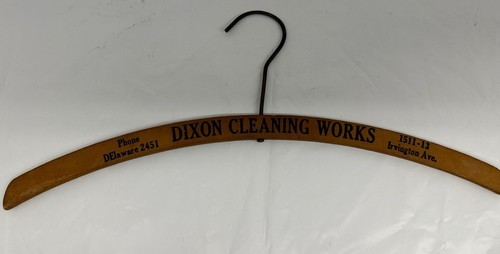 Phone
DElaware 2451
DIXON CLEANING WORKS
1511-13
Irvington Ave.